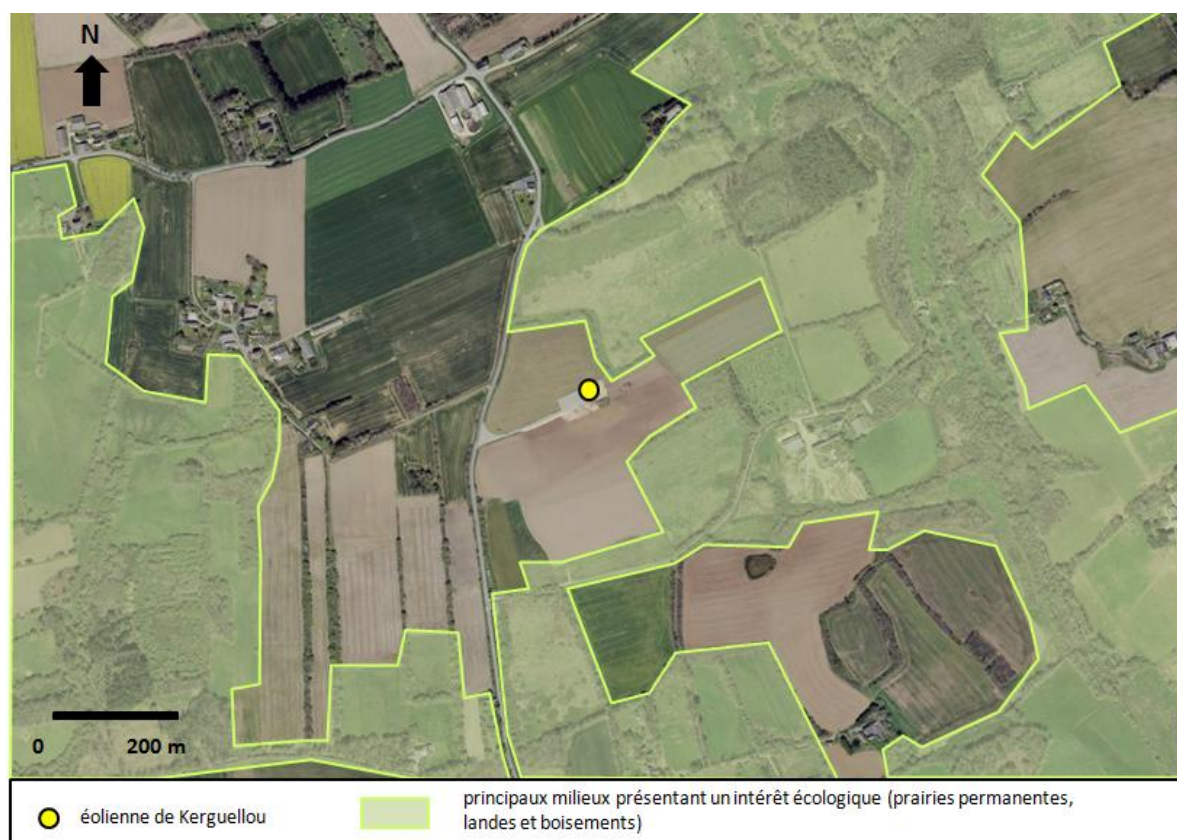 N
0 200 m
éolienne de Kerguellou
principaux milieux présentant un intérêt écologique (prairies permanentes,
landes et boisements)